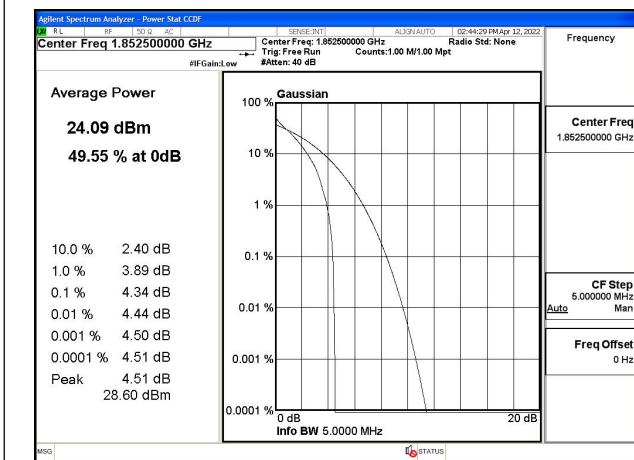 Agilent Spectrum Analyzer - Power Stat CCDF
LXI RL RF 50 Ω AC SENSE:INT ALIGN AUTO 02:44:29 PM Apr 12, 2022
Center Freq 1.852500000 GHz
Center Freq: 1.852500000 GHz Radio Std: None
Trig: Free Run Counts:1.00 M/1.00 Mpt
#IFGain:Low #Atten: 40 dB
Frequency
Average Power
24.09 dBm
49.55 % at 0dB
10.0 % 2.40 dB
1.0 % 3.89 dB
0.1 % 4.34 dB
0.01 % 4.44 dB
0.001 % 4.50 dB
0.0001 % 4.51 dB
Peak 4.51 dB
28.60 dBm
Gaussian
100 %
10 %
1 %
0.1 %
0.01 %
0.001 %
0.0001 %
0 dB 20 dB
Info BW 5.0000 MHz
Center Freq
1.852500000 GHz
CF Step
5.000000 MHz
Auto Man
Freq Offset
0 Hz
MSG STATUS